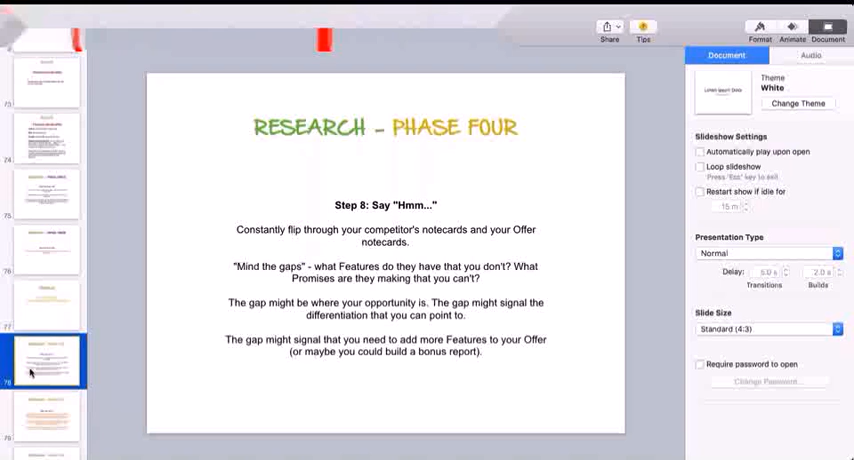 Share
Tips
Format
Animate
Document
Document
Audio
Theme
White
Change Theme
Slideshow Settings
Automatically play upon open
Loop slideshow
Press 'Esc' key to exit
Restart show if idle for
15 m
Presentation Type
Normal
Delay:
5.0 s
2.0 s
Transitions
Builds
Slide Size
Standard (4:3)
Require password to open
Change Password...
RESEARCH - PHASE FOUR
Step 8: Say "Hmm..."
Constantly flip through your competitor's notecards and your Offer
notecards.
"Mind the gaps" - what Features do they have that you don't? What
Promises are they making that you can't?
The gap might be where your opportunity is. The gap might signal the
differentiation that you can point to.
The gap might signal that you need to add more Features to your Offer
(or maybe you could build a bonus report).
73
74
75
76
77
78